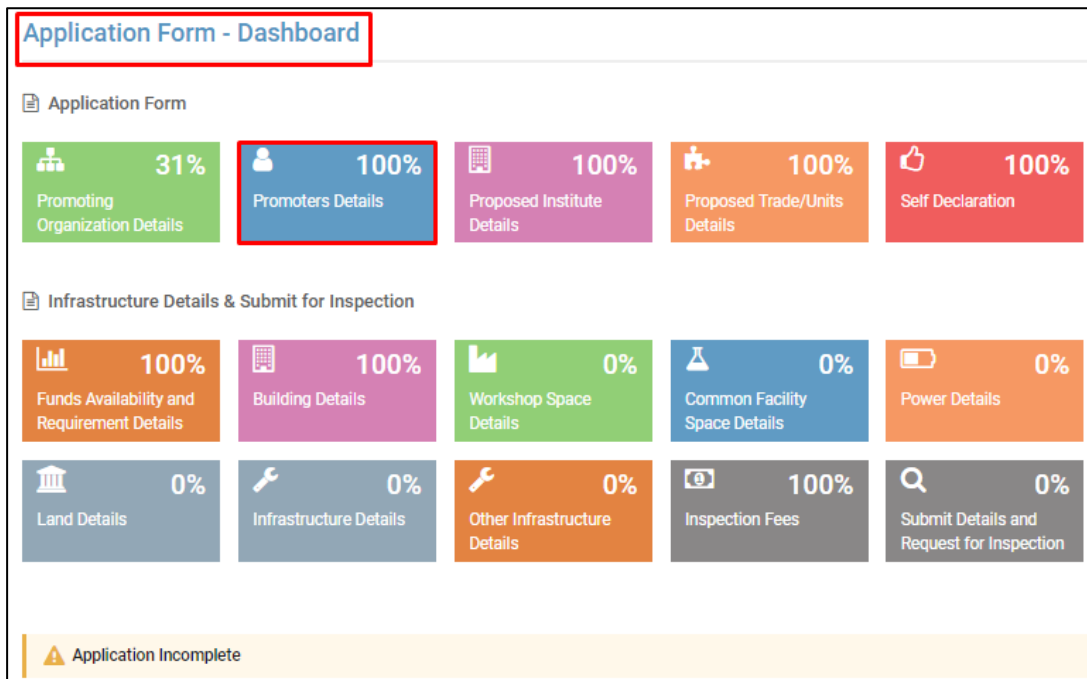 Application Form - Dashboard
Application Form
31%
Promoting
Organization Details
100%
Promoters Details
100%
Proposed Institute
Details
100%
Proposed Trade/Units
Details
100%
Self Declaration
Infrastructure Details & Submit for Inspection
100%
Funds Availability and
Requirement Details
100%
Building Details
0%
Workshop Space
Details
0%
Common Facility
Space Details
0%
Power Details
0%
Land Details
0%
Infrastructure Details
0%
Other Infrastructure
Details
100%
Inspection Fees
0%
Submit Details and
Request for Inspection
Application Incomplete